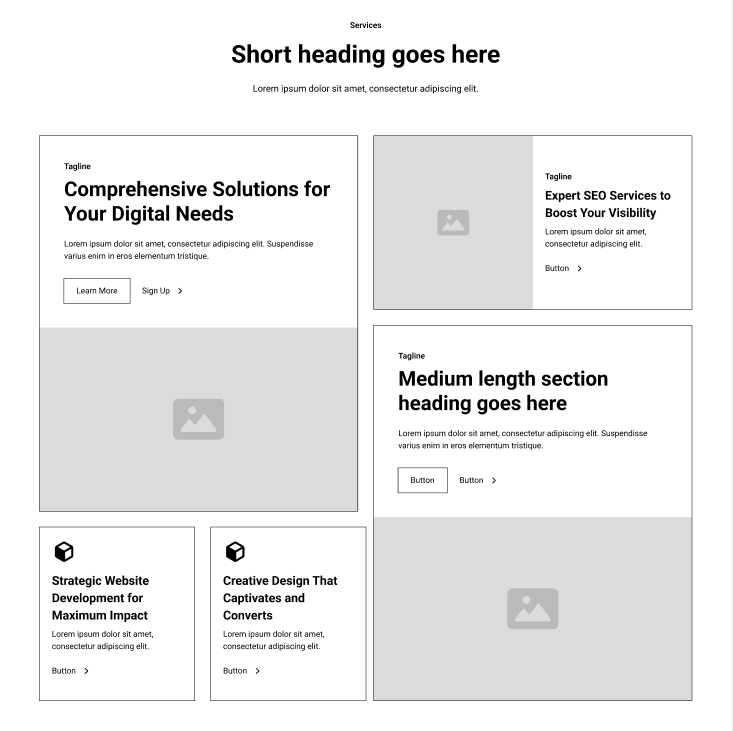 Services
Short heading goes here
Lorem ipsum dolor sit amet, consectetur adipiscing elit.
Tagline
Comprehensive Solutions for
Your Digital Needs
Lorem ipsum dolor sit amet, consectetur adipiscing elit. Suspendisse
varius enim in eros elementum tristique.
Learn More
Sign Up
Tagline
Expert SEO Services to
Boost Your Visibility
Lorem ipsum dolor sit amet,
consectetur adipiscing elit.
Button
Tagline
Medium length section
heading goes here
Lorem ipsum dolor sit amet, consectetur adipiscing elit. Suspendisse
varius enim in eros elementum tristique.
Button
Button
Strategic Website
Development for
Maximum Impact
Lorem ipsum dolor sit amet,
consectetur adipiscing elit.
Button
Creative Design That
Captivates and
Converts
Lorem ipsum dolor sit amet,
consectetur adipiscing elit.
Button